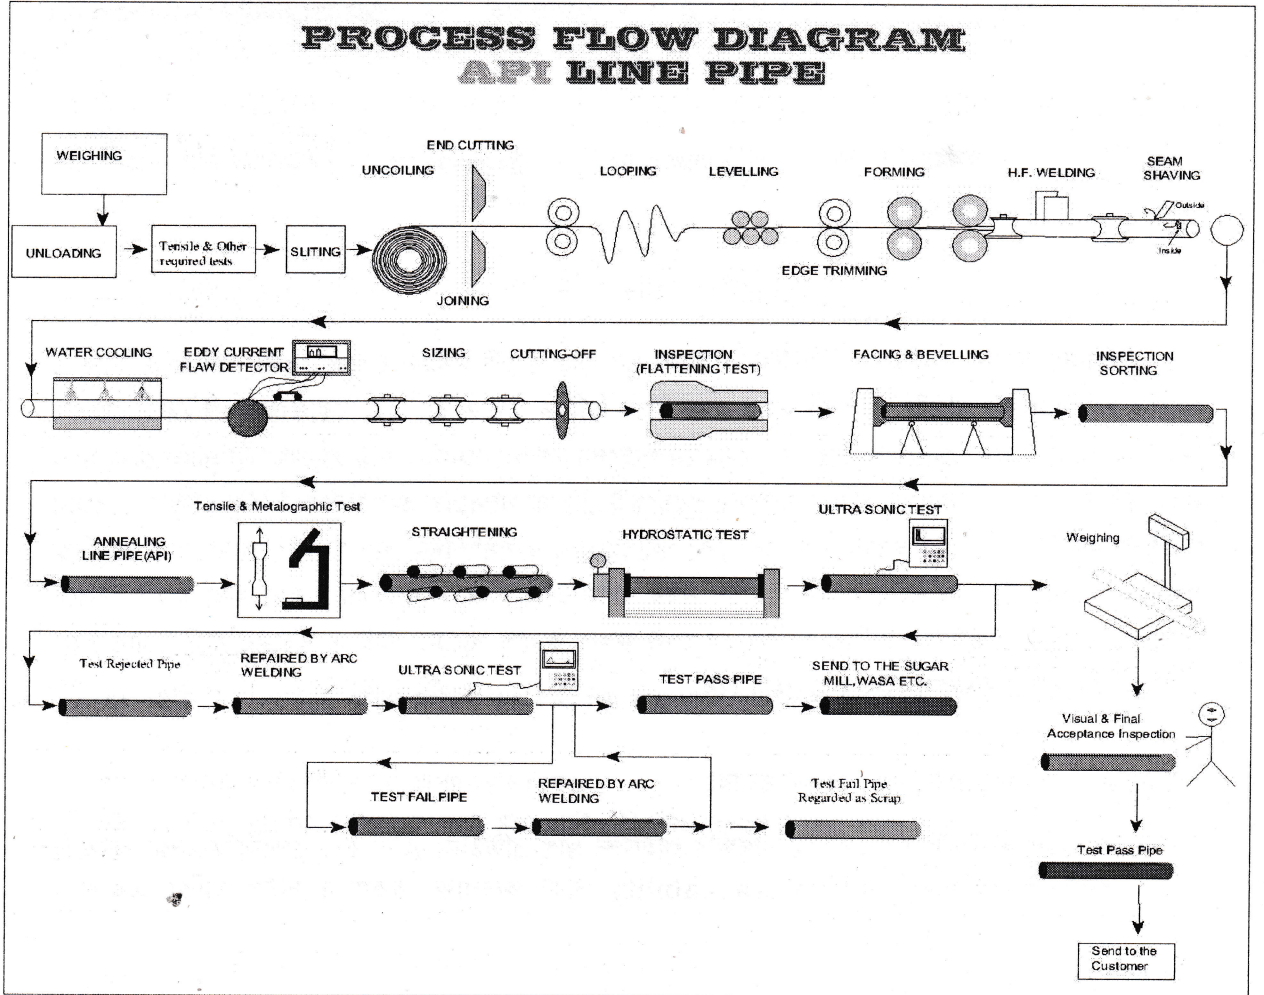 PROCESS FLOW DIAGRAM
API LINE PIPE
WEIGHING
UNLOADING
Tensile & Other
required tests
SLITING
UNCOILING
END CUTTING
JOINING
LOOPING
LEVELLING
EDGE TRIMMING
FORMING
H.F. WELDING
SEAM
SHAVING
Outside
Inside
WATER COOLING
EDDY CURRENT
FLAW DETECTOR
SIZING
CUTTING-OFF
INSPECTION
(FLATTENING TEST)
FACING & BEVELLING
INSPECTION
SORTING
ANNEALING
LINE PIPE(API)
Tensile & Metalographic Test
STRAIGHTENING
HYDROSTATIC TEST
ULTRA SONIC TEST
Weighing
Test Rejected Pipe
REPAIRED BY ARC
WELDING
ULTRA SONIC TEST
TEST PASS PIPE
SEND TO THE SUGAR
MILL,WASA ETC.
Visual & Final
Acceptance Inspection
TEST FAIL PIPE
REPAIRED BY ARC
WELDING
Test Fail Pipe
Regarded as Scrap
Test Pass Pipe
Send to the
Customer